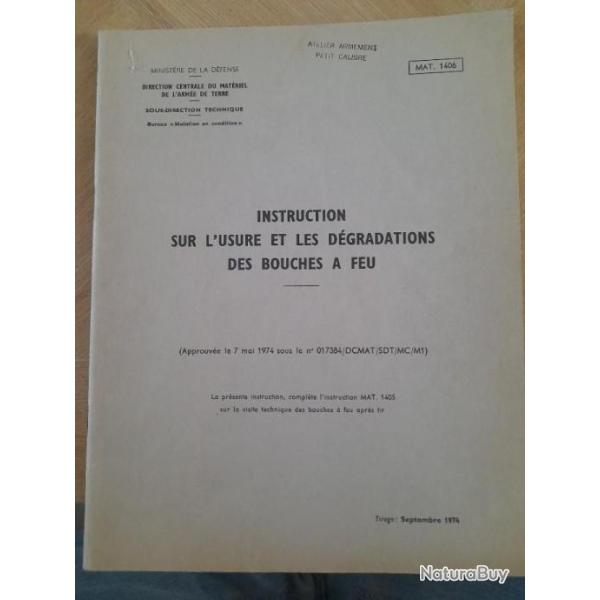 ATELIER ARMEMENT
PETIT CALIBRE
MAT. 1406
MINISTÈRE DE LA DÉFENSE
DIRECTION CENTRALE DU MATÉRIEL
DE L'ARMÉE DE TERRE
SOUS-DIRECTION TECHNIQUE
Bureau « Maintien en condition »
INSTRUCTION
SUR L'USURE ET LES DÉGRADATIONS
DES BOUCHES A FEU
(Approuvée le 7 mai 1974 sous le n° 017384/DCMAT/SDT/MC/M1)
La présente instruction, complète l'instruction MAT. 1405
sur la visite technique des bouches à feu après tir
Tirage : Septembre 1974
NaturaBuy